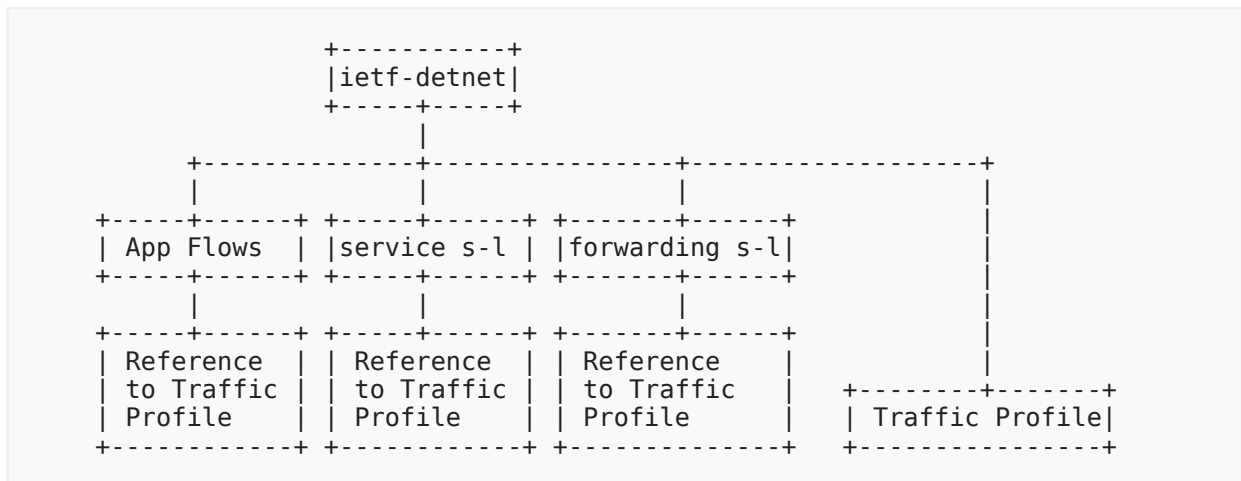 +-----------+
                  |ietf-detnet|
                  +-----+-----+
                        |
         +--------------+----------------+-------------------+
         |              |                |                   |
   +-----+------+ +-----+------+ +-------+------+            |
   | App Flows  | |service s-l | |forwarding s-l|            |
   +-----+------+ +-----+------+ +-------+------+            |
         |              |                |                   |
   +-----+------+ +-----+------+ +-------+------+            |
   | Reference  | | Reference  | | Reference    |            |
   | to Traffic | | to Traffic | | to Traffic   |   +--------+-------+
   | Profile    | | Profile    | | Profile      |   | Traffic Profile|
   +------------+ +------------+ +--------------+   +----------------+